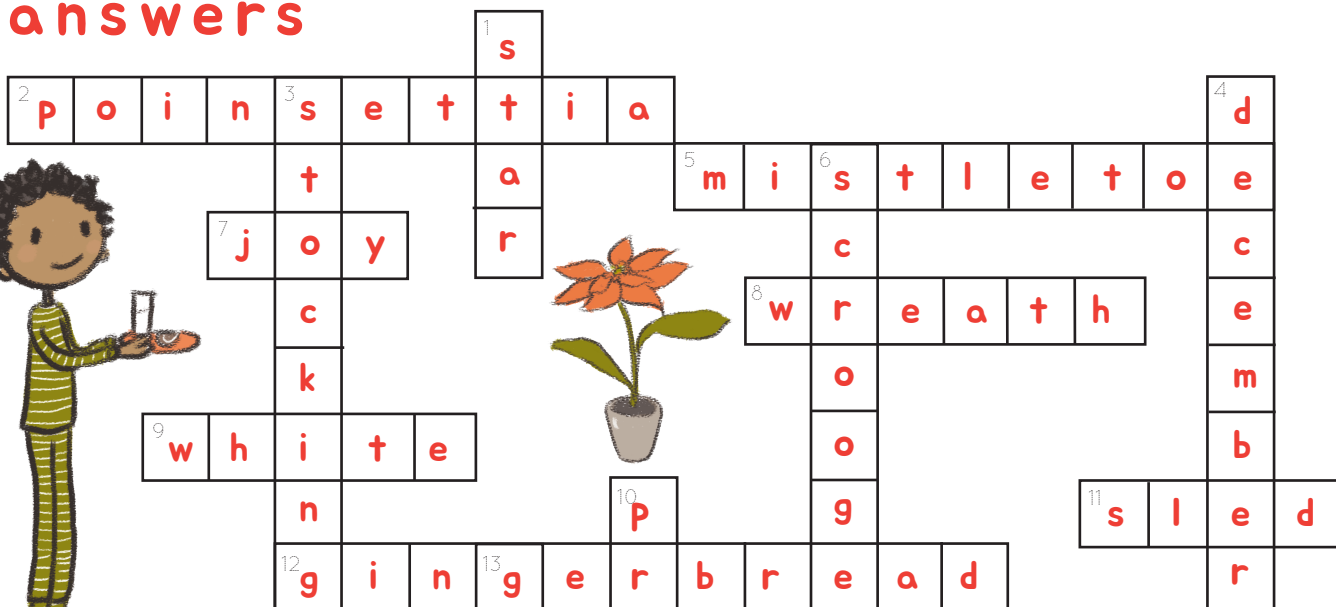 answers
1 s
2 p o i n 3 s e t t i a 4 d
t a 5 m i 6 s t l e t o e
7 j o y r c c
c 8 w r e a t h e
k o m
9 w h i t e o b
n 10 p g 11 s l e d
12 g i n 13 g e r b r e a d r